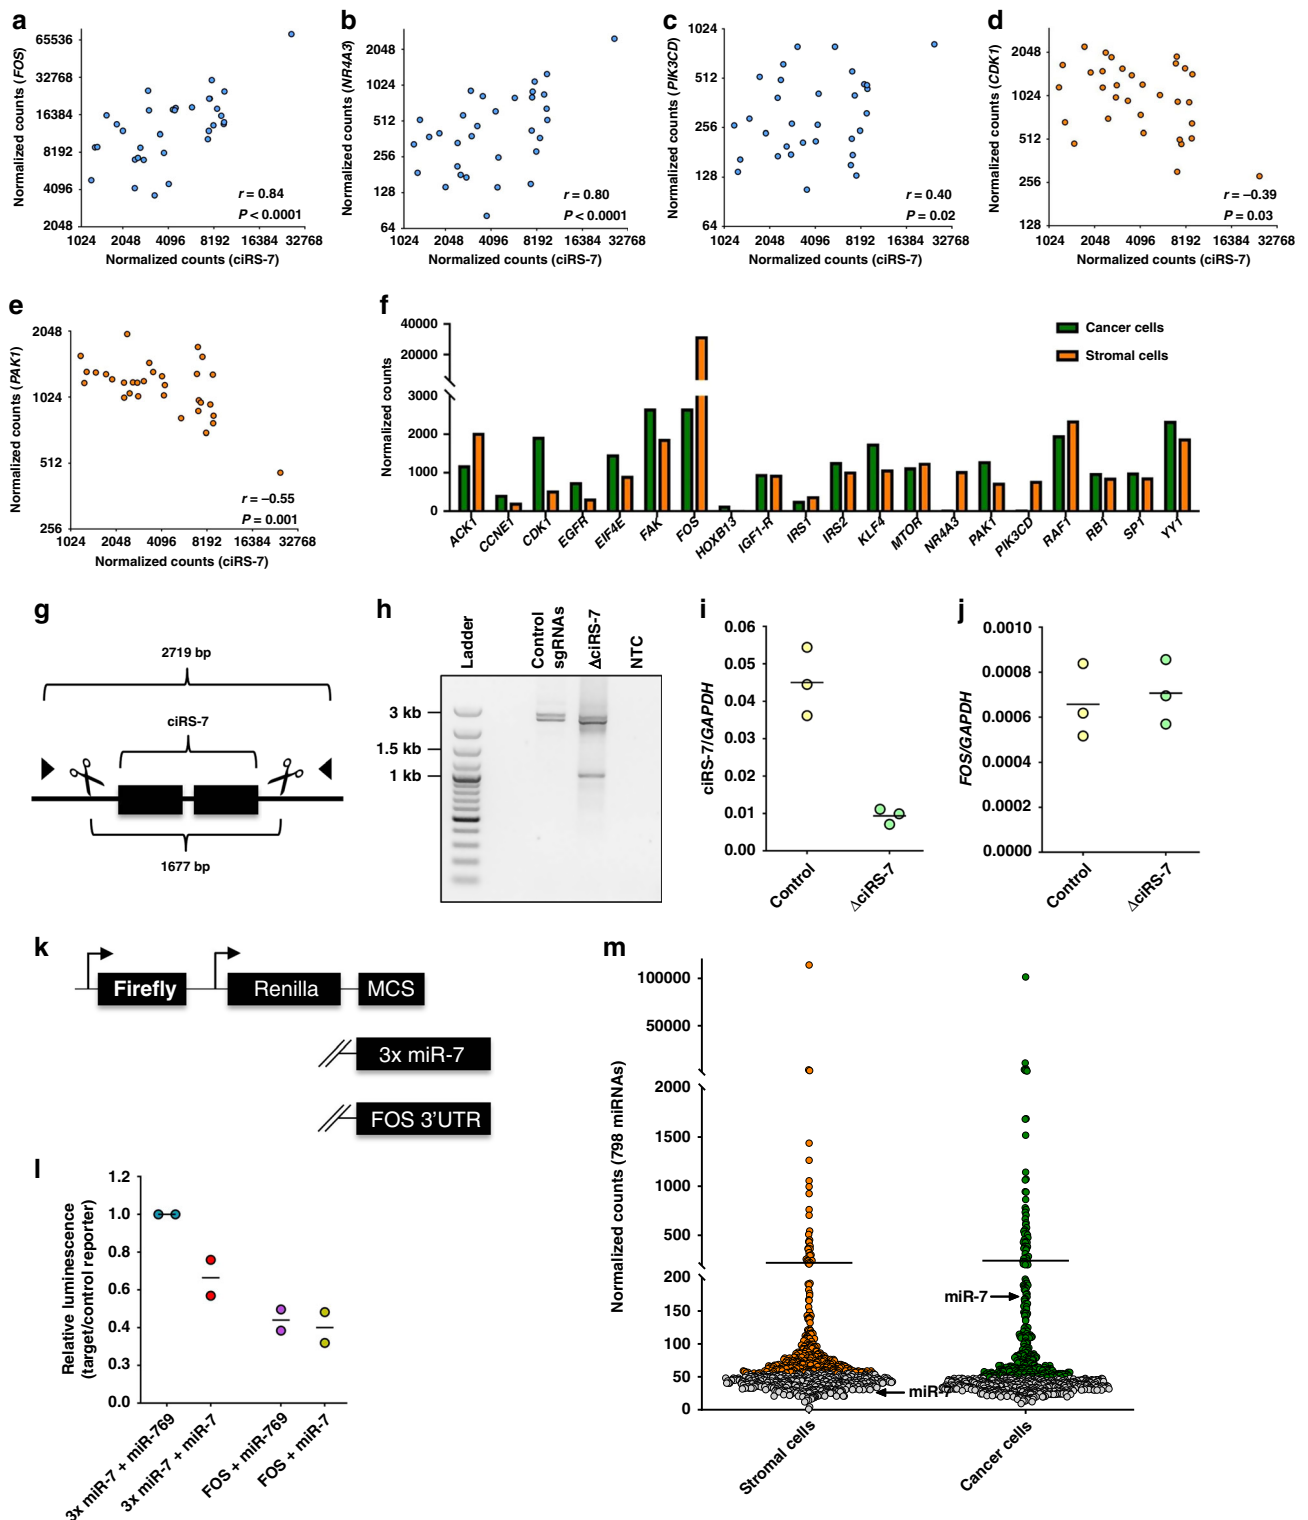 a
Normalized counts (FOS)
65536
32768
16384
8192
4096
2048
r = 0.84
P < 0.0001
1024 2048 4096 8192 16384 32768
Normalized counts (ciRS-7)
b
Normalized counts (NR4A3)
2048
1024
512
256
128
64
r = 0.80
P < 0.0001
1024 2048 4096 8192 16384 32768
Normalized counts (ciRS-7)
c
Normalized counts (PIK3CD)
1024
512
256
128
64
r = 0.40
P = 0.02
1024 2048 4096 8192 16384 32768
Normalized counts (ciRS-7)
d
Normalized counts (CDK1)
2048
1024
512
256
128
r = –0.39
P = 0.03
1024 2048 4096 8192 16384 32768
Normalized counts (ciRS-7)
e
Normalized counts (PAK1)
2048
1024
512
256
r = –0.55
P = 0.001
1024 2048 4096 8192 16384 32768
Normalized counts (ciRS-7)
f
Normalized counts
40000
20000
3000
2000
1000
0
Cancer cells
Stromal cells
ACK1 CCNE1 CDK1 EGFR EIF4E FAK FOS HOXB13 IGF1-R IRS1 IRS2 KLF4 MTOR NR4A3 PAK1 PIK3CD RAF1 RB1 SP1 YY1
g
2719 bp
ciRS-7
1677 bp
h
Ladder
Control
sgRNAs
ΔciRS-7
NTC
3 kb
1.5 kb
1 kb
i
ciRS-7/GAPDH
0.06
0.05
0.04
0.03
0.02
0.01
0.00
Control
ΔciRS-7
j
FOS/GAPDH
0.0010
0.0008
0.0006
0.0004
0.0002
0.0000
Control
ΔciRS-7
k
Firefly
Renilla
MCS
3x miR-7
FOS 3'UTR
l
Relative luminescence
(target/control reporter)
1.2
1.0
0.8
0.6
0.4
0.3
0.0
3x miR-7 + miR-769
3x miR-7 + miR-7
FOS + miR-769
FOS + miR-7
m
Normalized counts (798 miRNAs)
100000
50000
2000
1500
1000
500
200
150
100
50
0
miR-7
miR-7
Stromal cells
Cancer cells